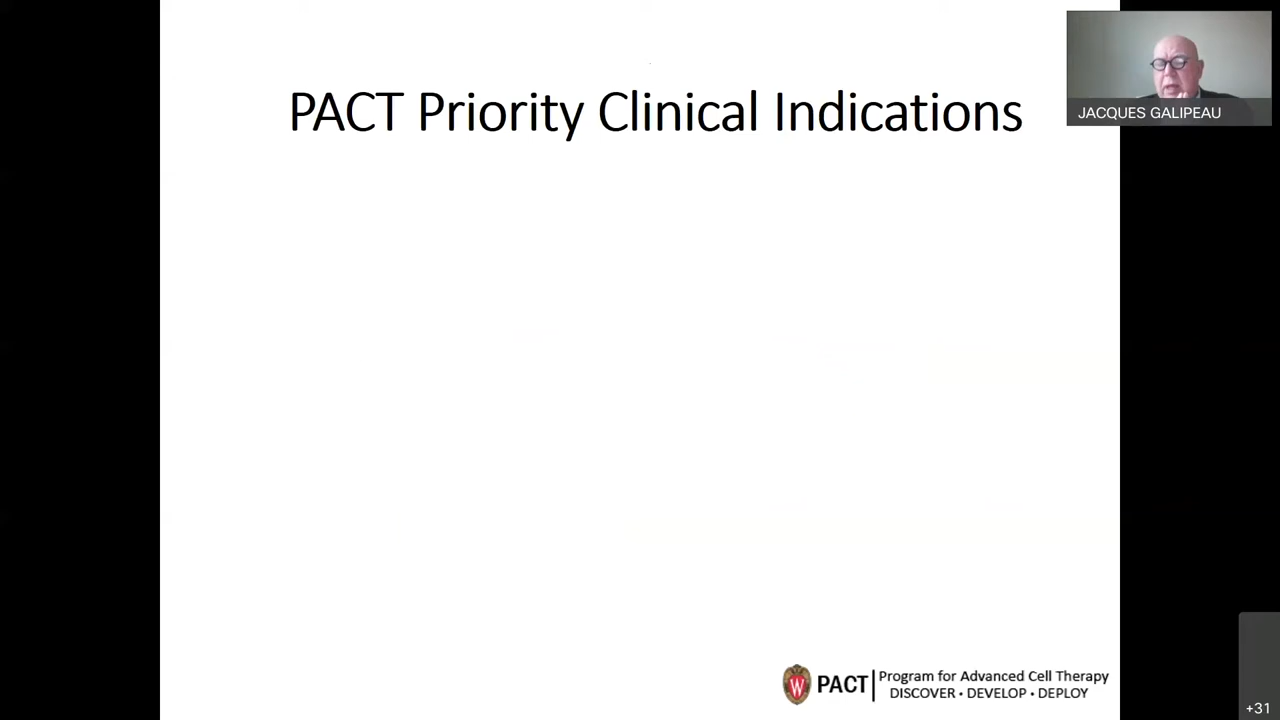 PACT Priority Clinical Indications
JACQUES GALIPEAU
W
PACT
Program for Advanced Cell Therapy
DISCOVER • DEVELOP • DEPLOY
+31